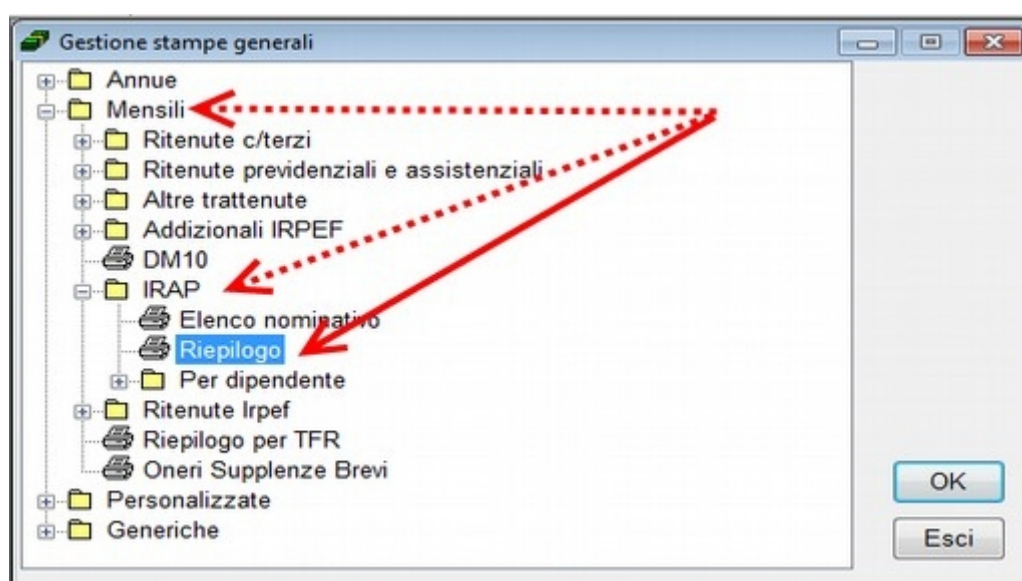 Gestione stampe generali
Annue
Mensili
Ritenute c/terzi
Ritenute previdenziali e assistenziali
Altre trattenute
Addizionali IRPEF
DM10
IRAP
Elenco nominativo
Riepilogo
Per dipendente
Ritenute Irpef
Riepilogo per TFR
Oneri Supplenze Brevi
Personalizzate
Generiche
OK
Esci